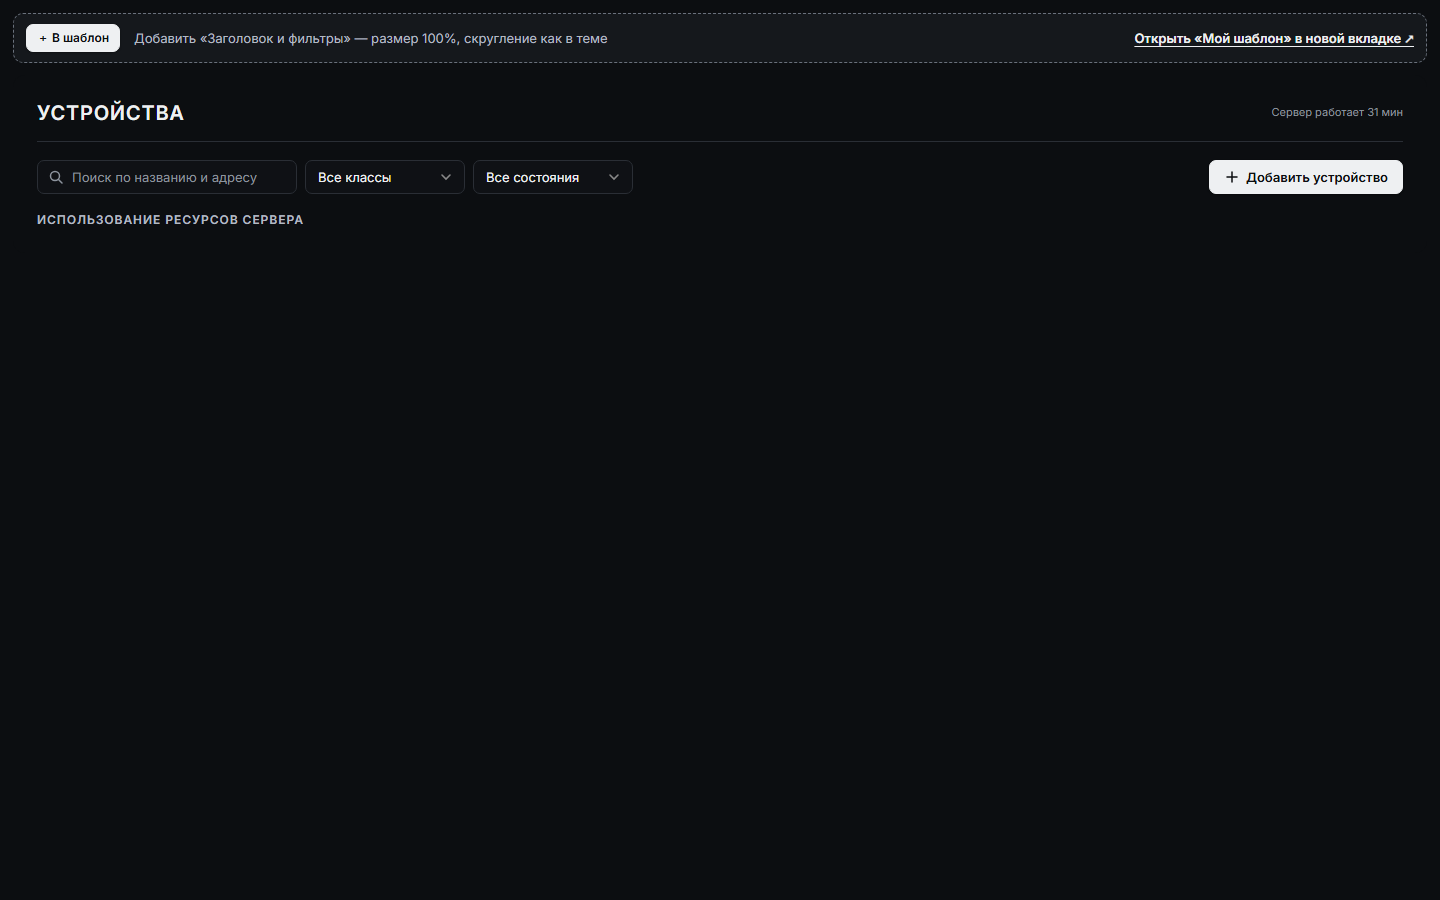 + В шаблон Добавить «Заголовок и фильтры» — размер 100%, скругление как в теме Открыть «Мой шаблон» в новой вкладке ↗
УСТРОЙСТВА Сервер работает 31 мин
Поиск по названию и адресу Все классы Все состояния + Добавить устройство
ИСПОЛЬЗОВАНИЕ РЕСУРСОВ СЕРВЕРА